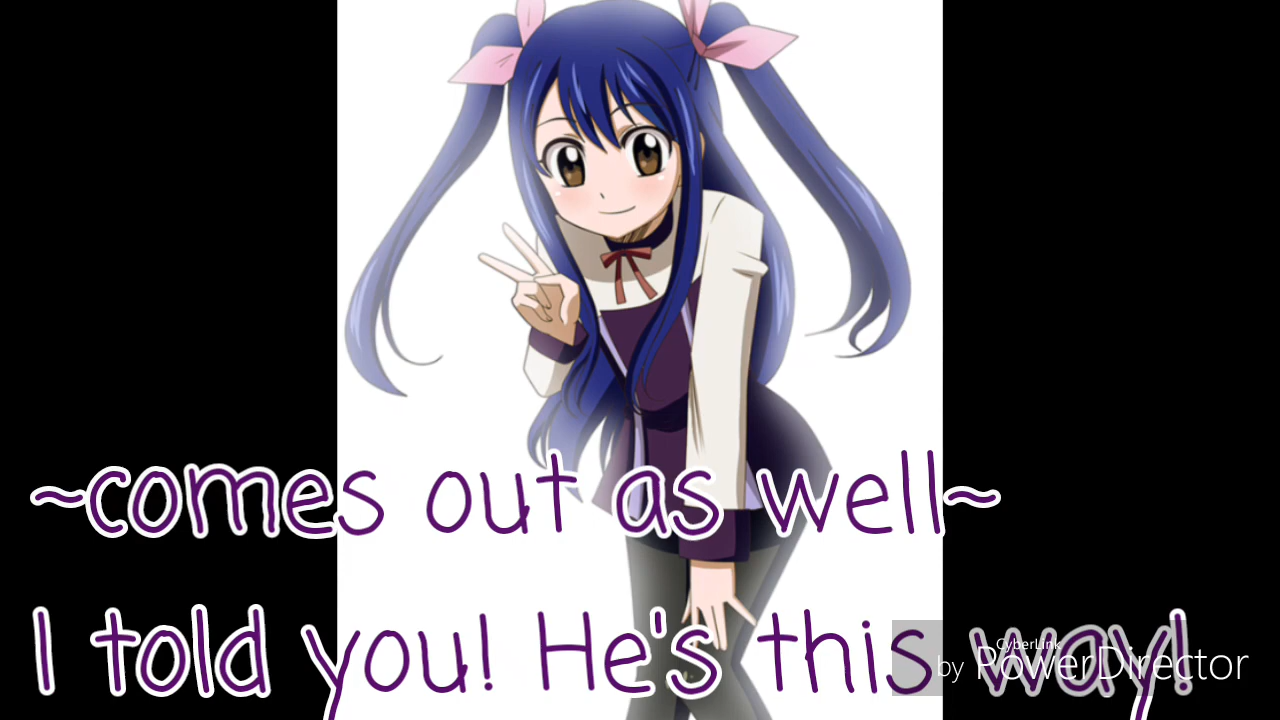 ~comes out as well~
I told you! He's this way!
CyberLink
by PowerDirector